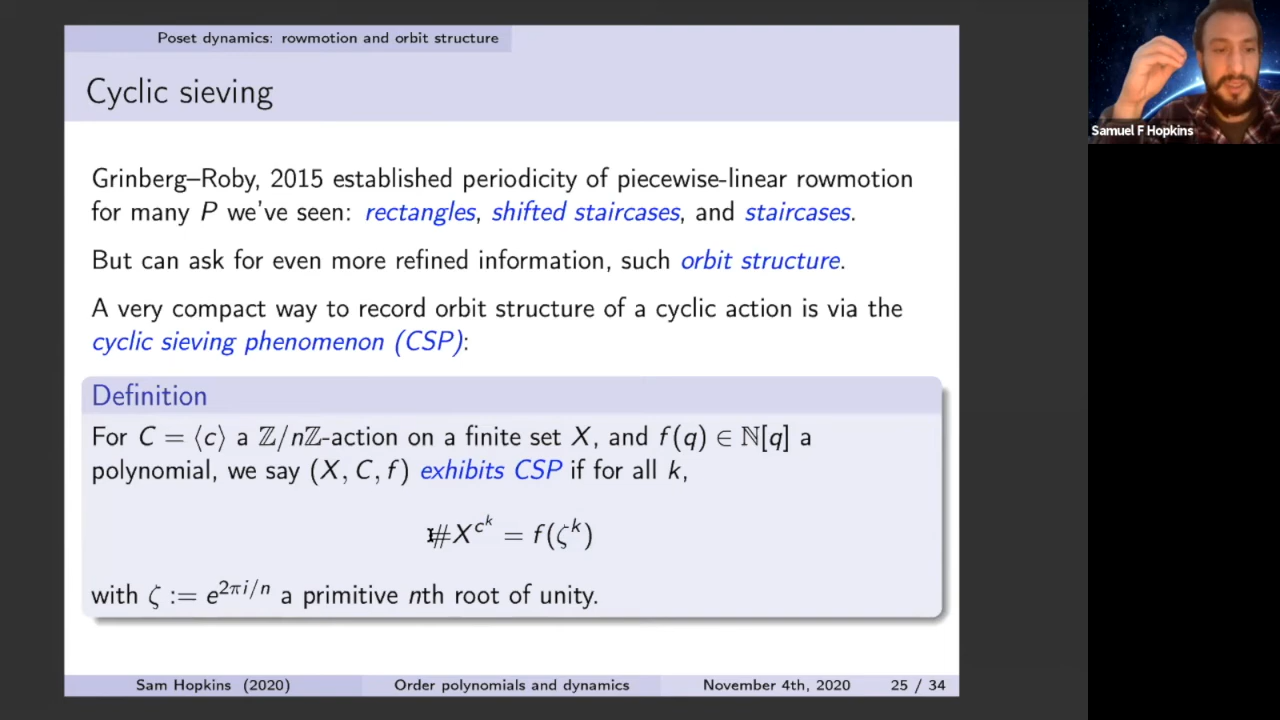 Poset dynamics: rowmotion and orbit structure
Cyclic sieving
Grinberg–Roby, 2015 established periodicity of piecewise-linear rowmotion
for many P we've seen: rectangles, shifted staircases, and staircases.
But can ask for even more refined information, such orbit structure.
A very compact way to record orbit structure of a cyclic action is via the
cyclic sieving phenomenon (CSP):
Definition
For C = ⟨c⟩ a ℤ/nℤ-action on a finite set X, and f(q) ∈ ℕ[q] a
polynomial, we say (X, C, f) exhibits CSP if for all k,
#X^{c^k} = f(ζ^k)
with ζ := e^{2πi/n} a primitive nth root of unity.
Sam Hopkins (2020) Order polynomials and dynamics November 4th, 2020 25 / 34
Samuel F Hopkins